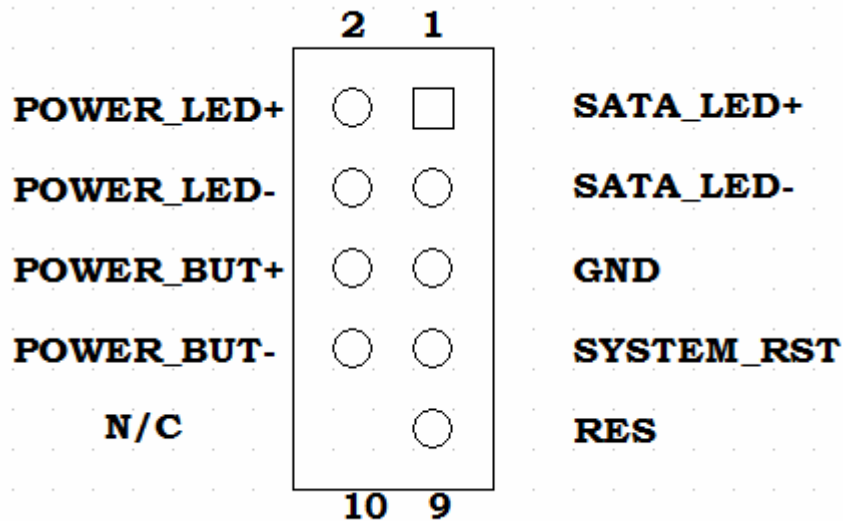 2 1
POWER_LED+ SATA_LED+
POWER_LED- SATA_LED-
POWER_BUT+ GND
POWER_BUT- SYSTEM_RST
N/C RES
10 9